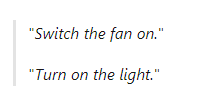 "Switch the fan on."
"Turn on the light."